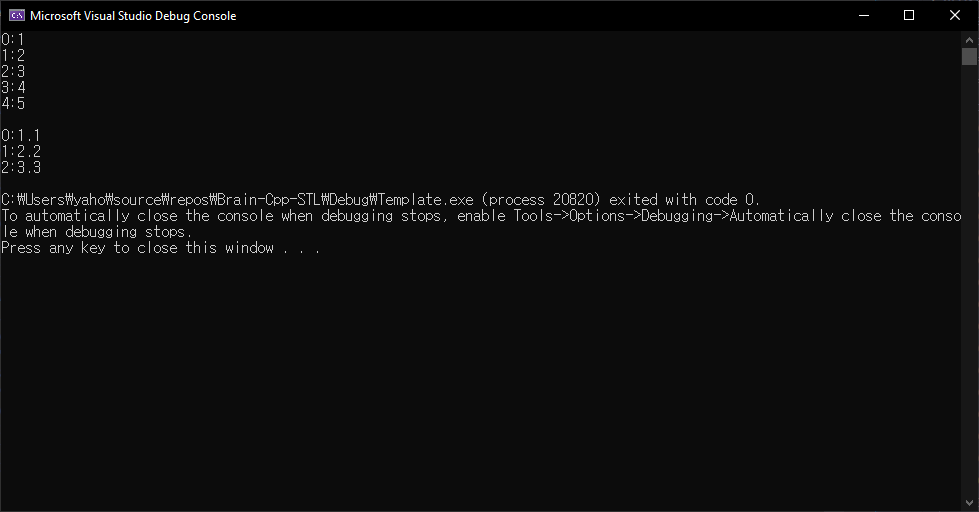 Microsoft Visual Studio Debug Console
0:1
1:2
2:3
3:4
4:5

0:1.1
1:2.2
2:3.3

C:₩Users₩yaho₩source₩repos₩Brain-Cpp-STL₩Debug₩Template.exe (process 20820) exited with code 0.
To automatically close the console when debugging stops, enable Tools->Options->Debugging->Automatically close the conso
le when debugging stops.
Press any key to close this window . . .